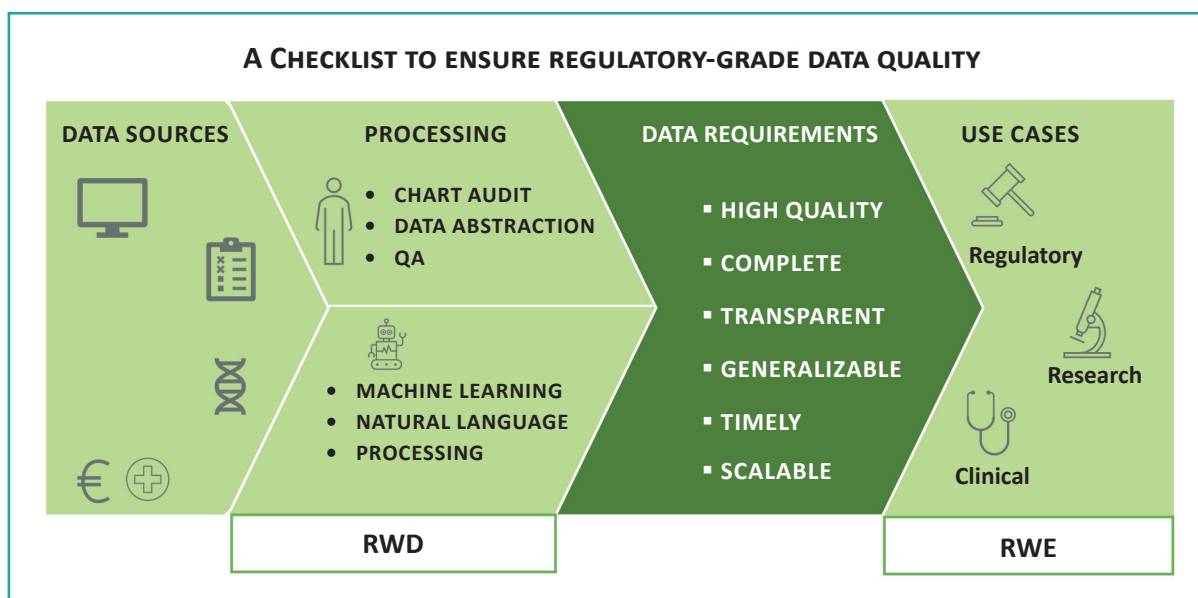 A CHECKLIST TO ENSURE REGULATORY-GRADE DATA QUALITY
DATA SOURCES
PROCESSING
• CHART AUDIT
• DATA ABSTRACTION
• QA
• MACHINE LEARNING
• NATURAL LANGUAGE
• PROCESSING
RWD
DATA REQUIREMENTS
▪ HIGH QUALITY
▪ COMPLETE
▪ TRANSPARENT
▪ GENERALIZABLE
▪ TIMELY
▪ SCALABLE
USE CASES
Regulatory
Research
Clinical
RWE